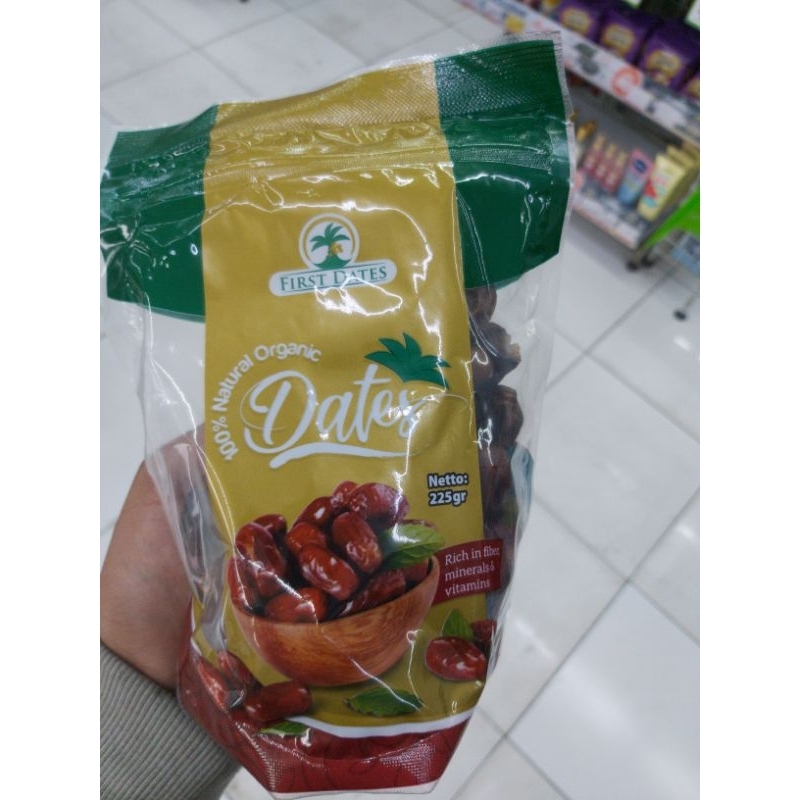 FIRST DATES
100% Natural Organic
Dates
Netto:
225gr
Rich in fiber,
minerals &
vitamins